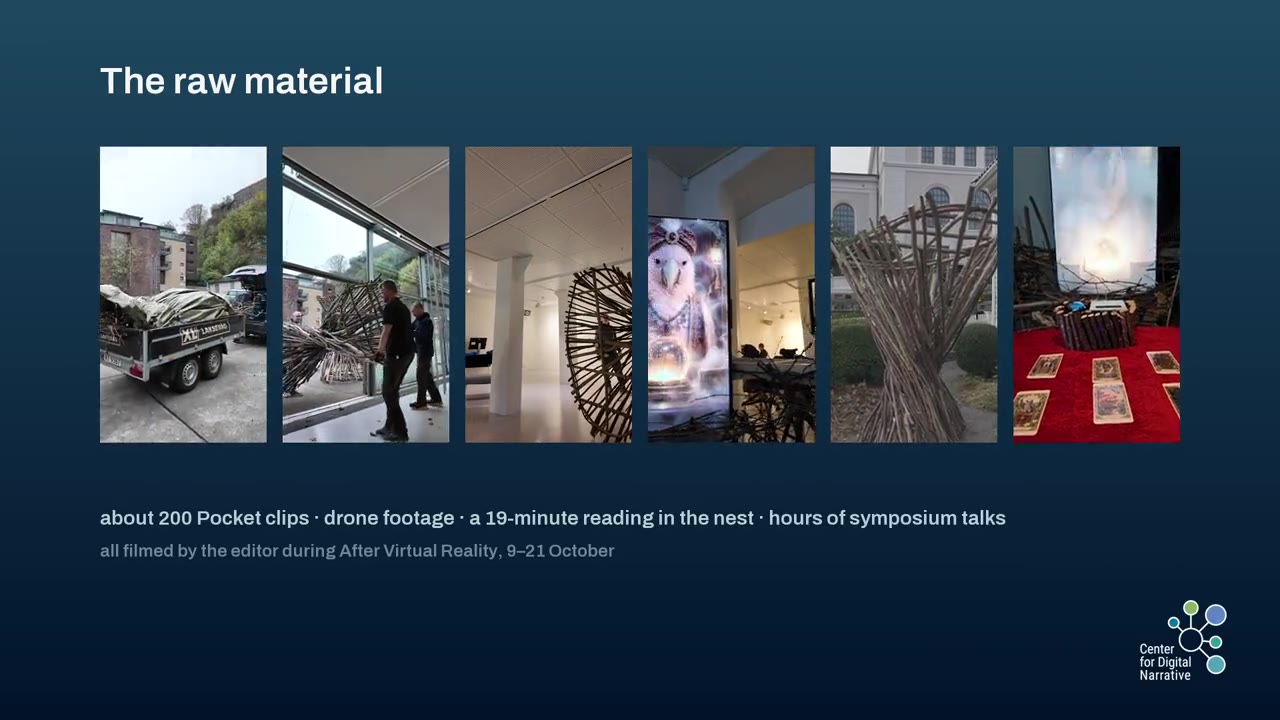 The raw material
about 200 Pocket clips · drone footage · a 19-minute reading in the nest · hours of symposium talks
all filmed by the editor during After Virtual Reality, 9–21 October
Center
for Digital
Narrative